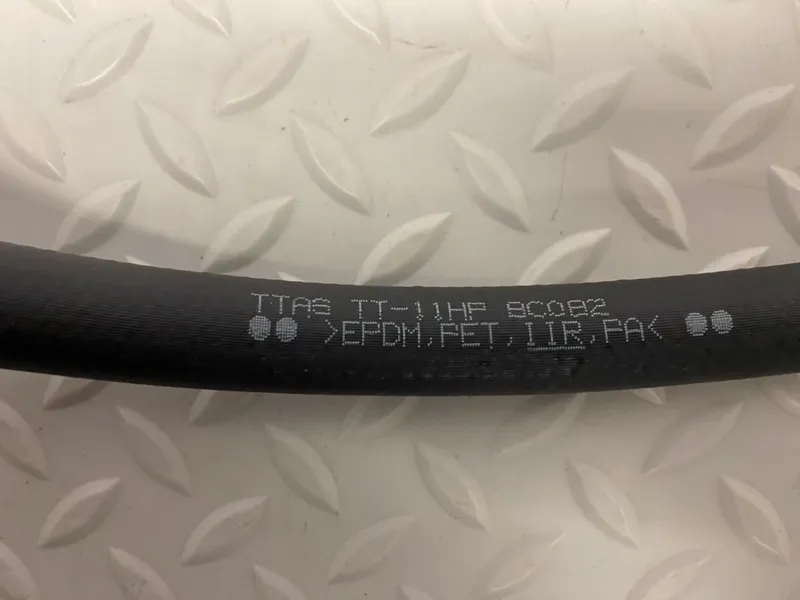 TTAS TT-11HP 8C082
>EPDM,PET,IIR,PA<